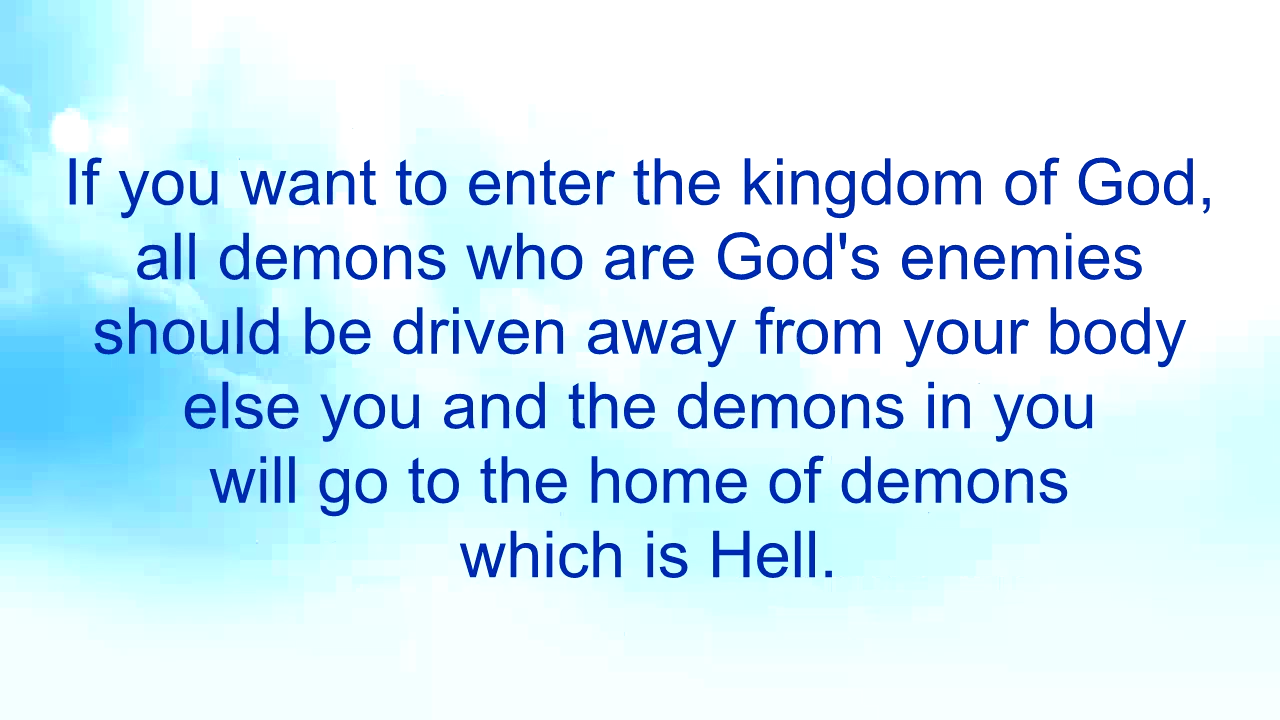 If you want to enter the kingdom of God,
all demons who are God's enemies
should be driven away from your body
else you and the demons in you
will go to the home of demons
which is Hell.